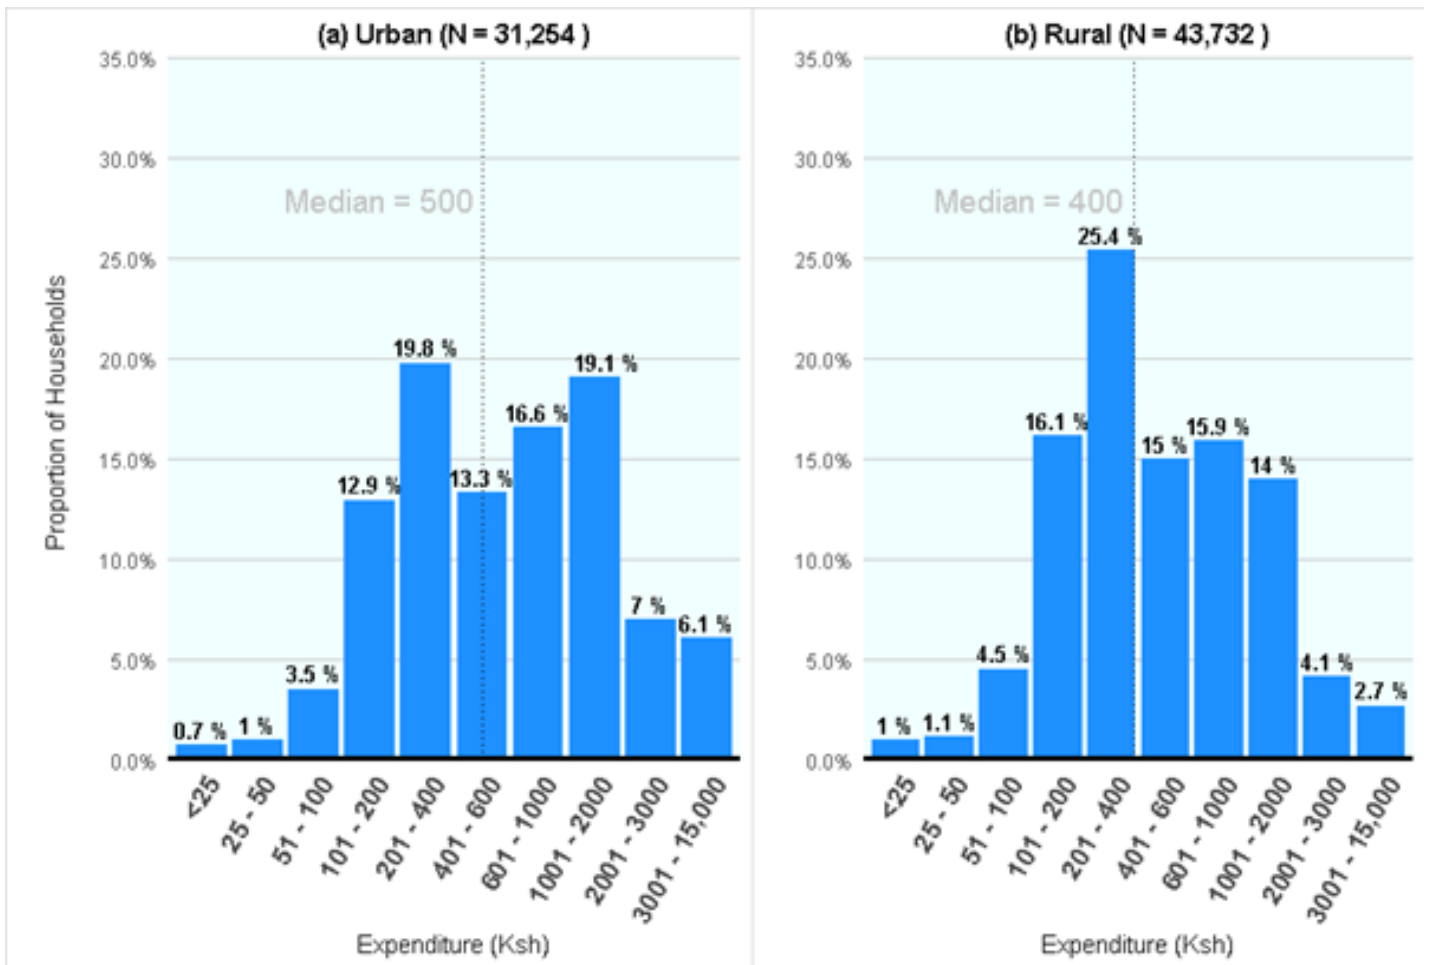 (a) Urban (N = 31,254 )
35.0%
30.0%
25.0%
20.0%
15.0%
10.0%
5.0%
0.0%
Proportion of Households
Median = 500
0.7 %
1 %
3.5 %
12.9 %
19.8 %
13.3 %
16.6 %
19.1 %
7 %
6.1 %
<25
25 - 50
51 - 100
101 - 200
201 - 400
401 - 600
601 - 1000
1001 - 2000
2001 - 3000
3001 - 15,000
Expenditure (Ksh)
(b) Rural (N = 43,732 )
35.0%
30.0%
25.0%
20.0%
15.0%
10.0%
5.0%
0.0%
Median = 400
1 %
1.1 %
4.5 %
16.1 %
25.4 %
15 %
15.9 %
14 %
4.1 %
2.7 %
<25
25 - 50
51 - 100
101 - 200
201 - 400
401 - 600
601 - 1000
1001 - 2000
2001 - 3000
3001 - 15,000
Expenditure (Ksh)